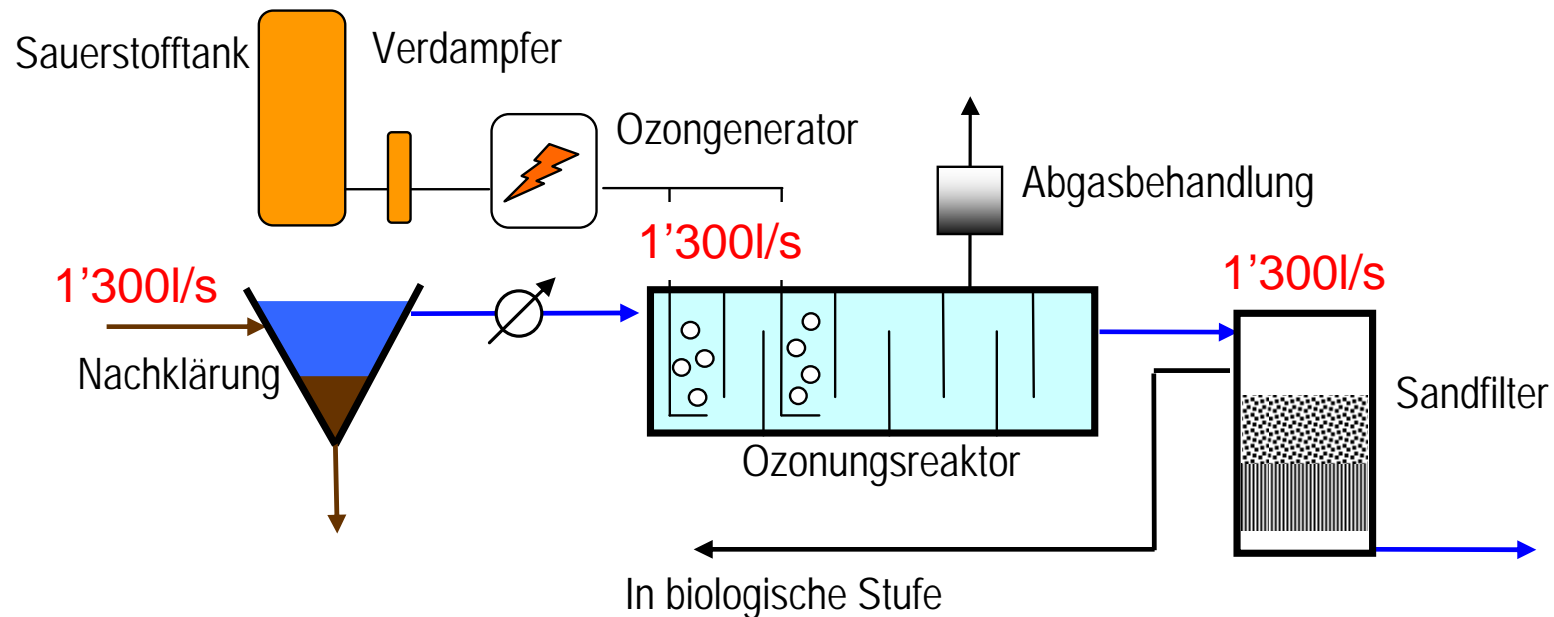 Sauerstofftank
Verdampfer
Ozongenerator
Abgasbehandlung
1’300l/s
1’300l/s
1’300l/s
Nachklärung
Sandfilter
Ozonungsreaktor
In biologische Stufe